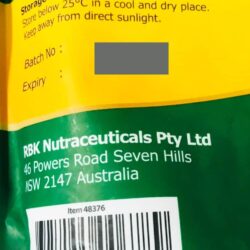 Storage
Store below 25°C in a cool and dry place.
Keep away from direct sunlight.
Batch No :
Expiry :
RBK Nutraceuticals Pty Ltd
46 Powers Road Seven Hills
NSW 2147 Australia
Item 48376